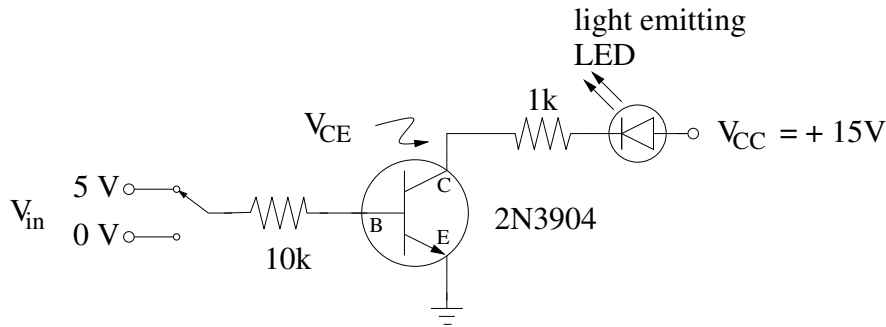 light emitting
LED
1k
V_CE
V_CC = + 15V
5 V
C
V_in
B
E
2N3904
0 V
10k